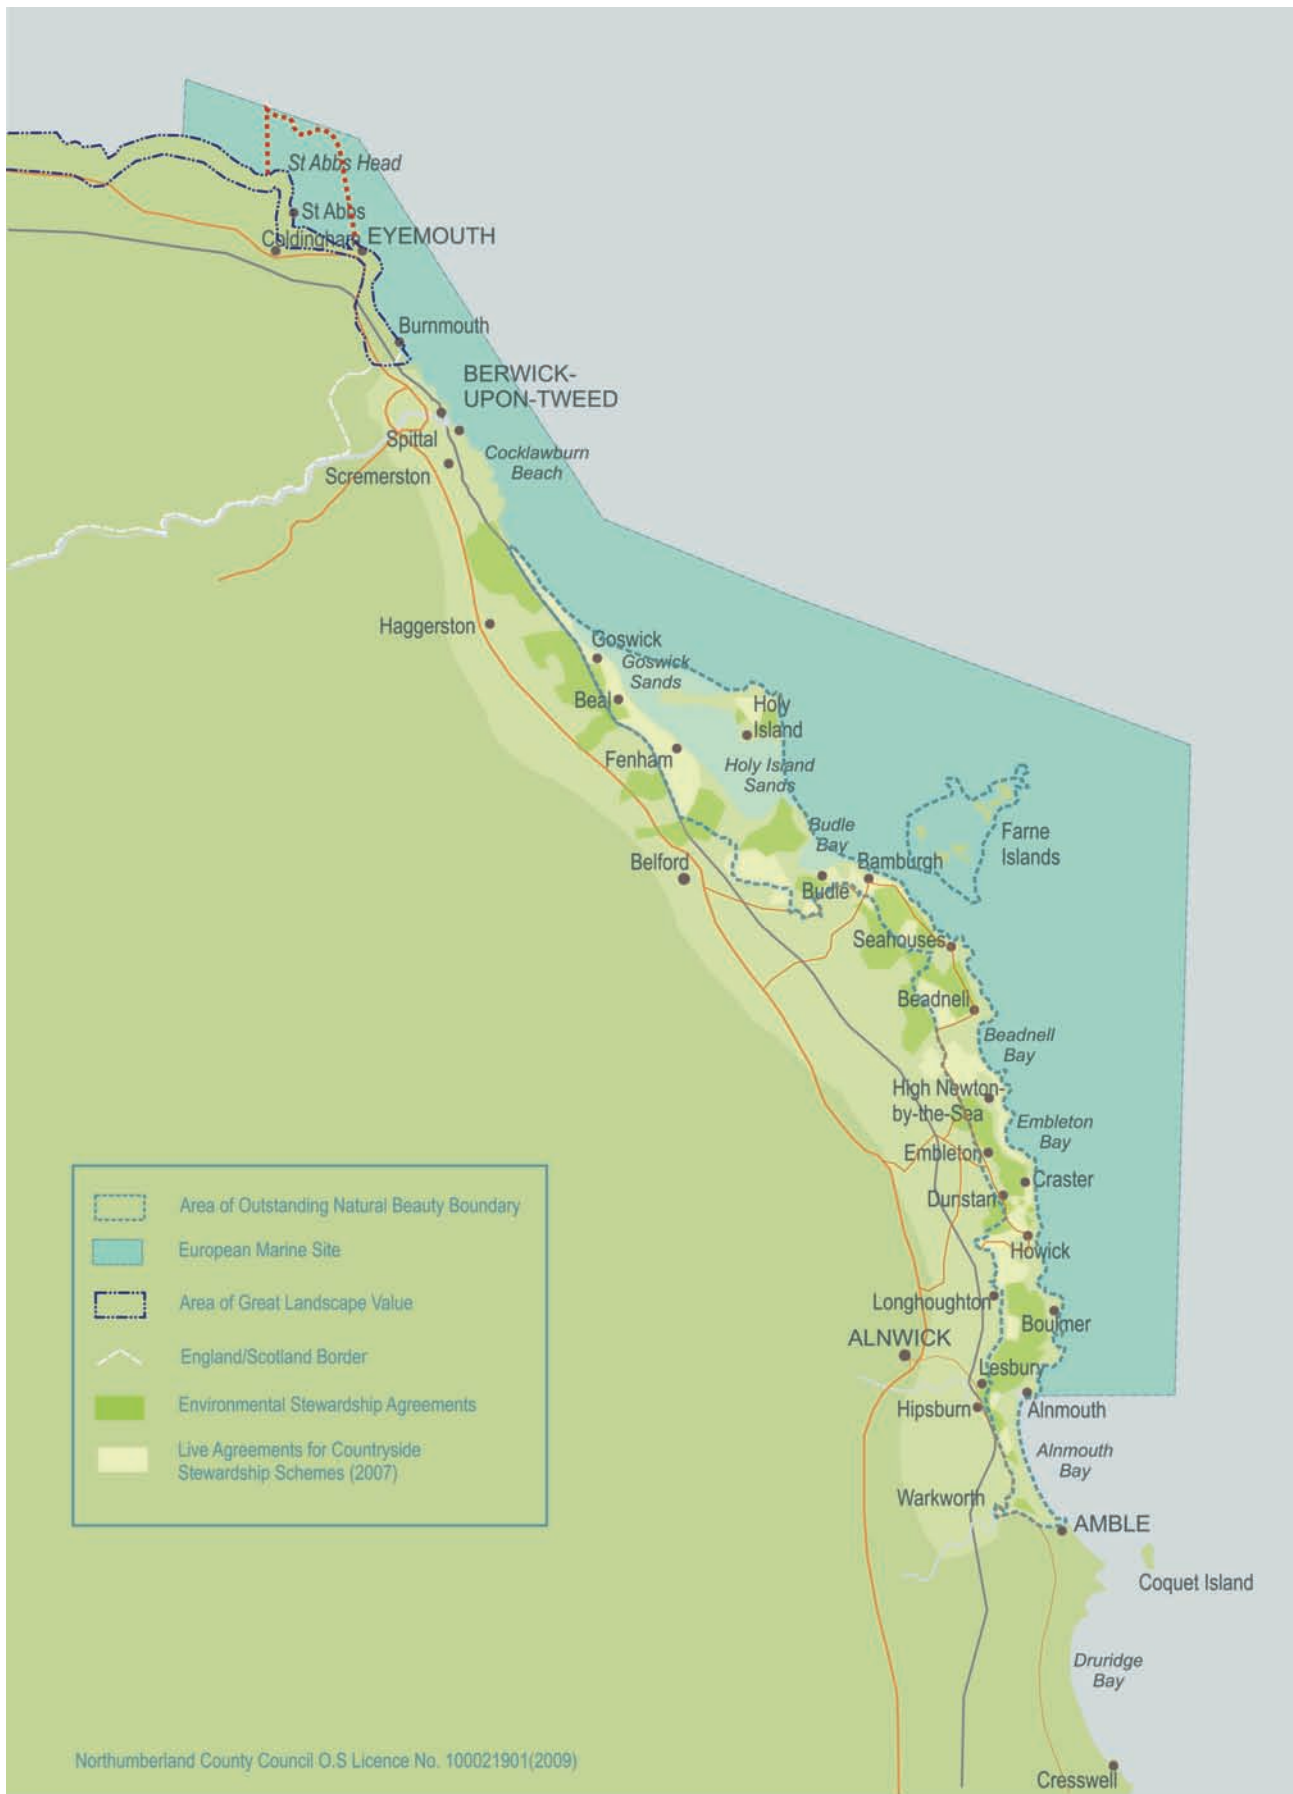 St Abbs Head
St Abbs
Coldingham
EYEMOUTH
Burnmouth
BERWICK-
UPON-TWEED
Spittal
Cocklawburn
Beach
Scremerston
Haggerston
Goswick
Goswick
Sands
Beal
Holy
Island
Fenham
Holy Island
Sands
Budle
Bay
Farne
Islands
Belford
Bamburgh
Budle
Seahouses
Beadnell
Beadnell
Bay
High Newton-
by-the-Sea
Embleton
Bay
Embleton
Craster
Dunstan
Howick
Longhoughton
Boulmer
ALNWICK
Lesbury
Hipsburn
Alnmouth
Alnmouth
Bay
Warkworth
AMBLE
Coquet Island
Druridge
Bay
Cresswell
Area of Outstanding Natural Beauty Boundary
European Marine Site
Area of Great Landscape Value
England/Scotland Border
Environmental Stewardship Agreements
Live Agreements for Countryside
Stewardship Schemes (2007)
Northumberland County Council O.S Licence No. 100021901(2009)